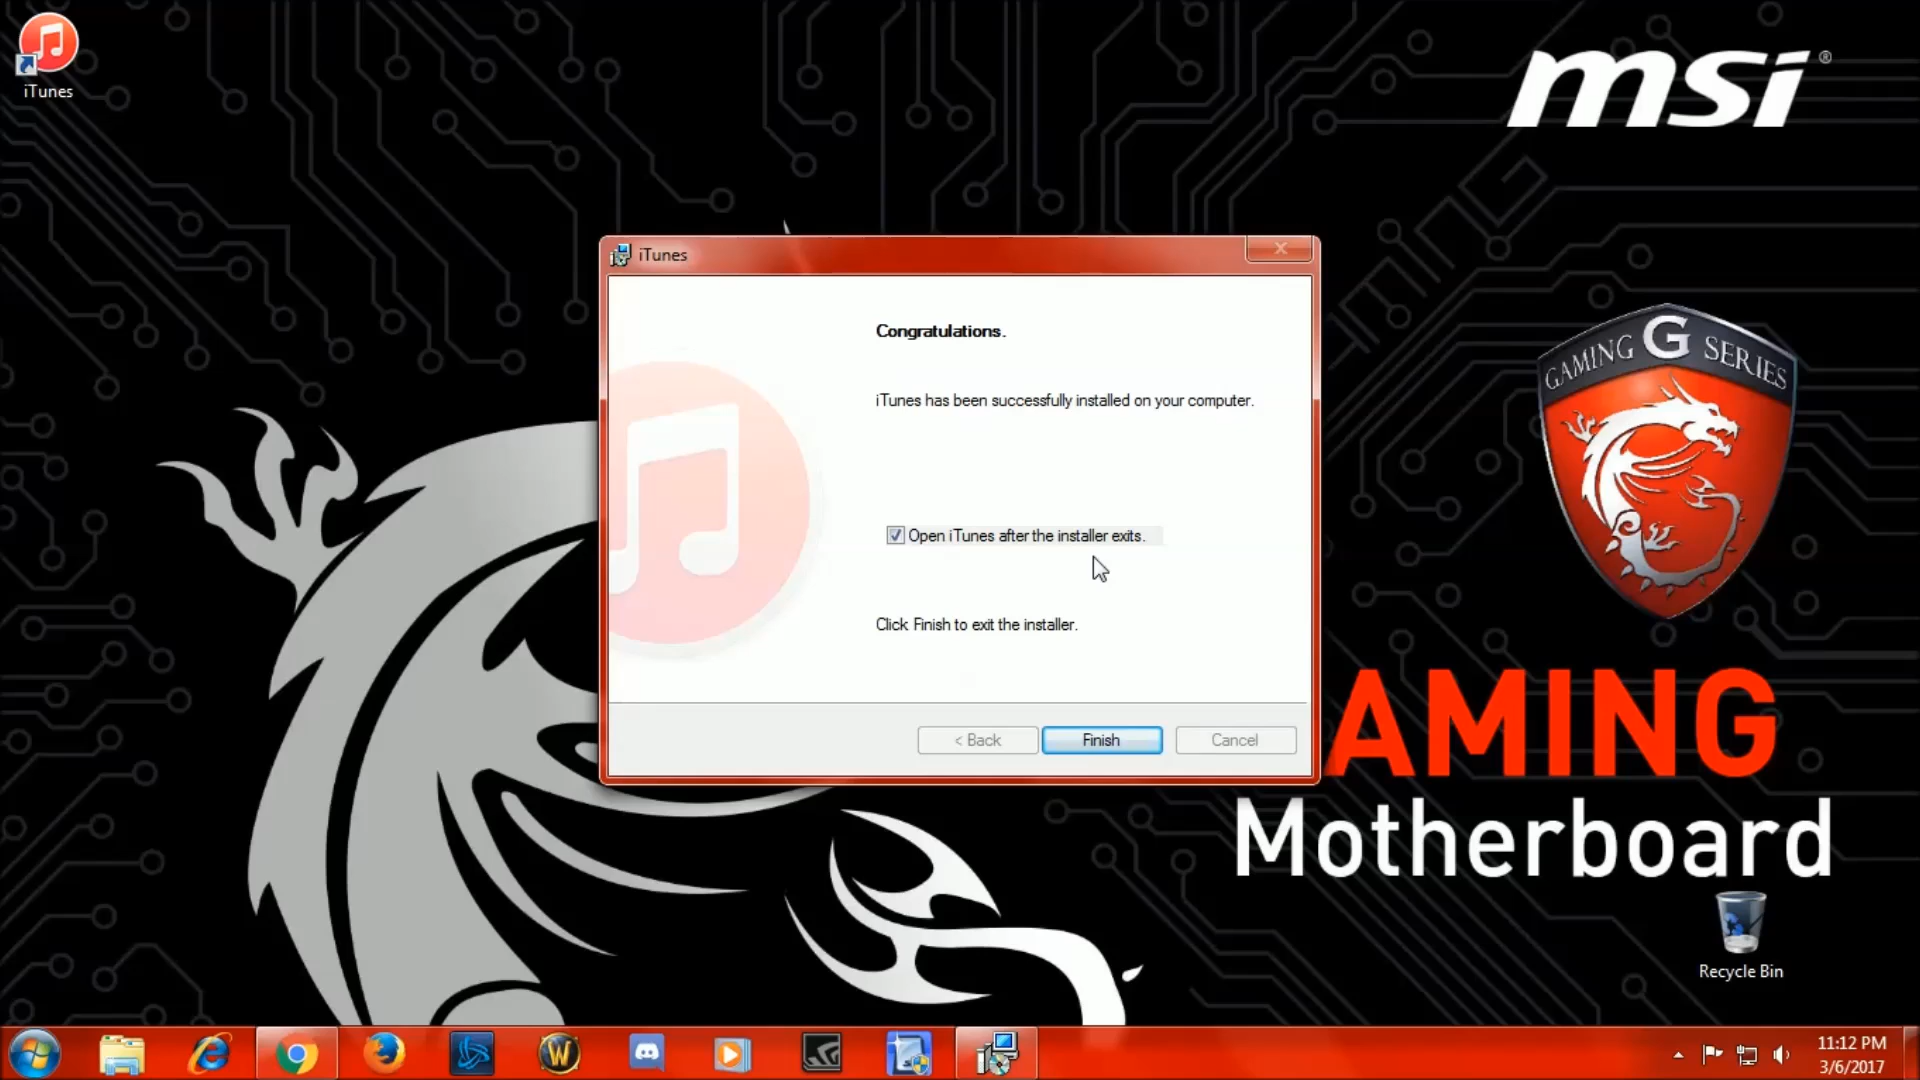 iTunes
msi®
iTunes
Congratulations.
iTunes has been successfully installed on your computer.
Open iTunes after the installer exits.
Click Finish to exit the installer.
< Back
Finish
Cancel
GAMING G SERIES
AMING
Motherboard
Recycle Bin
11:12 PM
3/6/2017